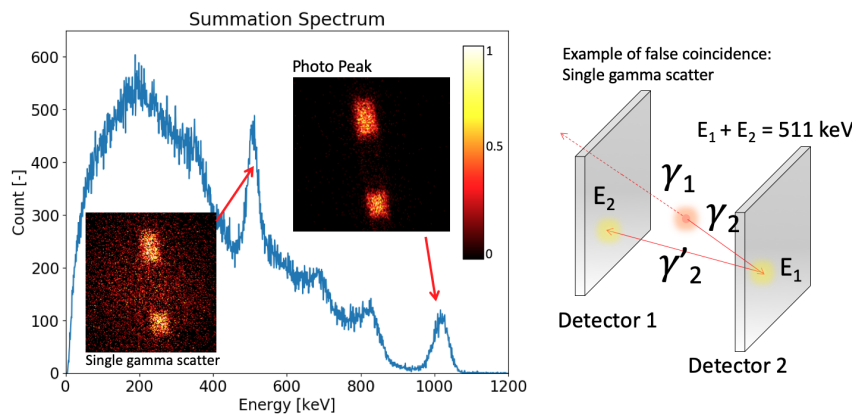 Summation Spectrum
600
500
400
300
200
100
0
Count [-]
0
200
400
600
800
1000
1200
Energy [keV]
Photo Peak
1
0.5
0
Single gamma scatter
Example of false coincidence:
Single gamma scatter
E₁ + E₂ = 511 keV
E₂
γ₁
γ₂
γ'₂
E₁
Detector 1
Detector 2